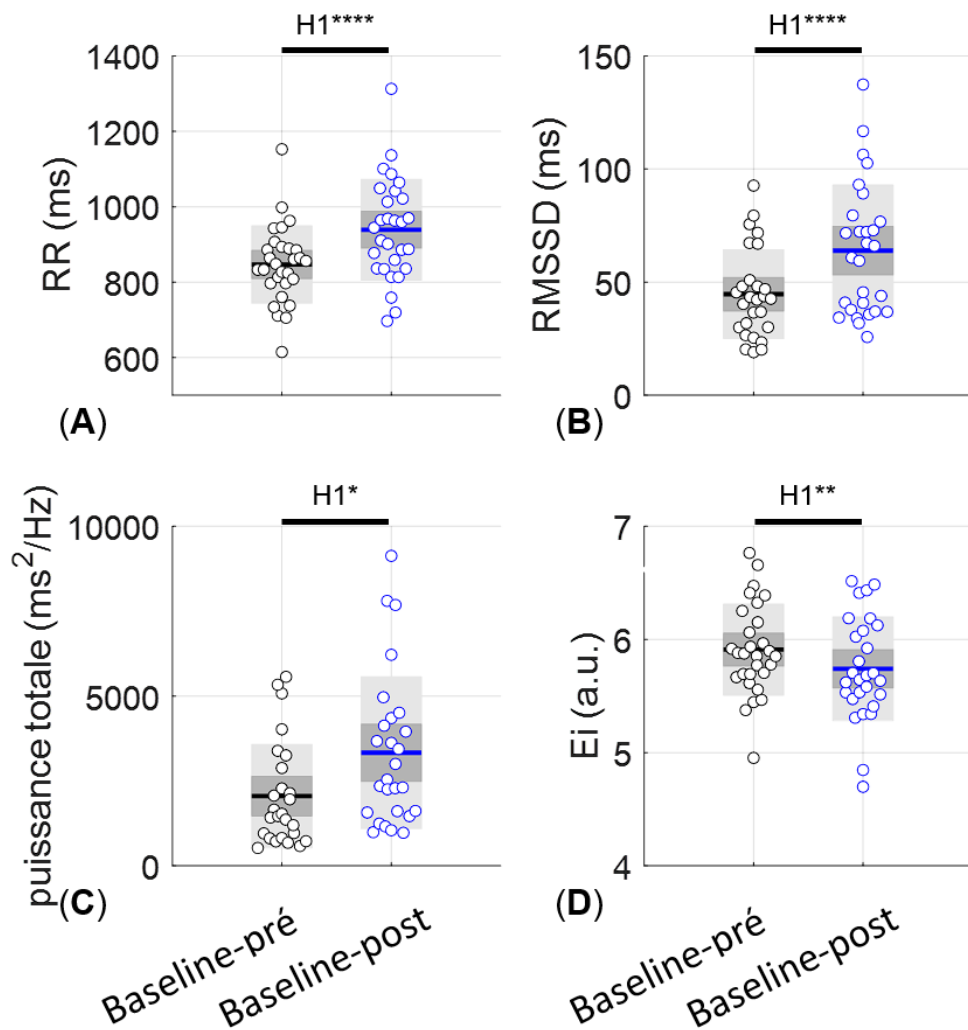 H1****
1400
1200
1000
800
600
RR (ms)
(A)
H1****
150
100
50
0
RMSSD (ms)
(B)
H1*
10000
5000
0
puissance totale (ms²/Hz)
(C)
H1**
7
6
5
4
Ei (a.u.)
(D)
Baseline-pré
Baseline-post
Baseline-pré
Baseline-post